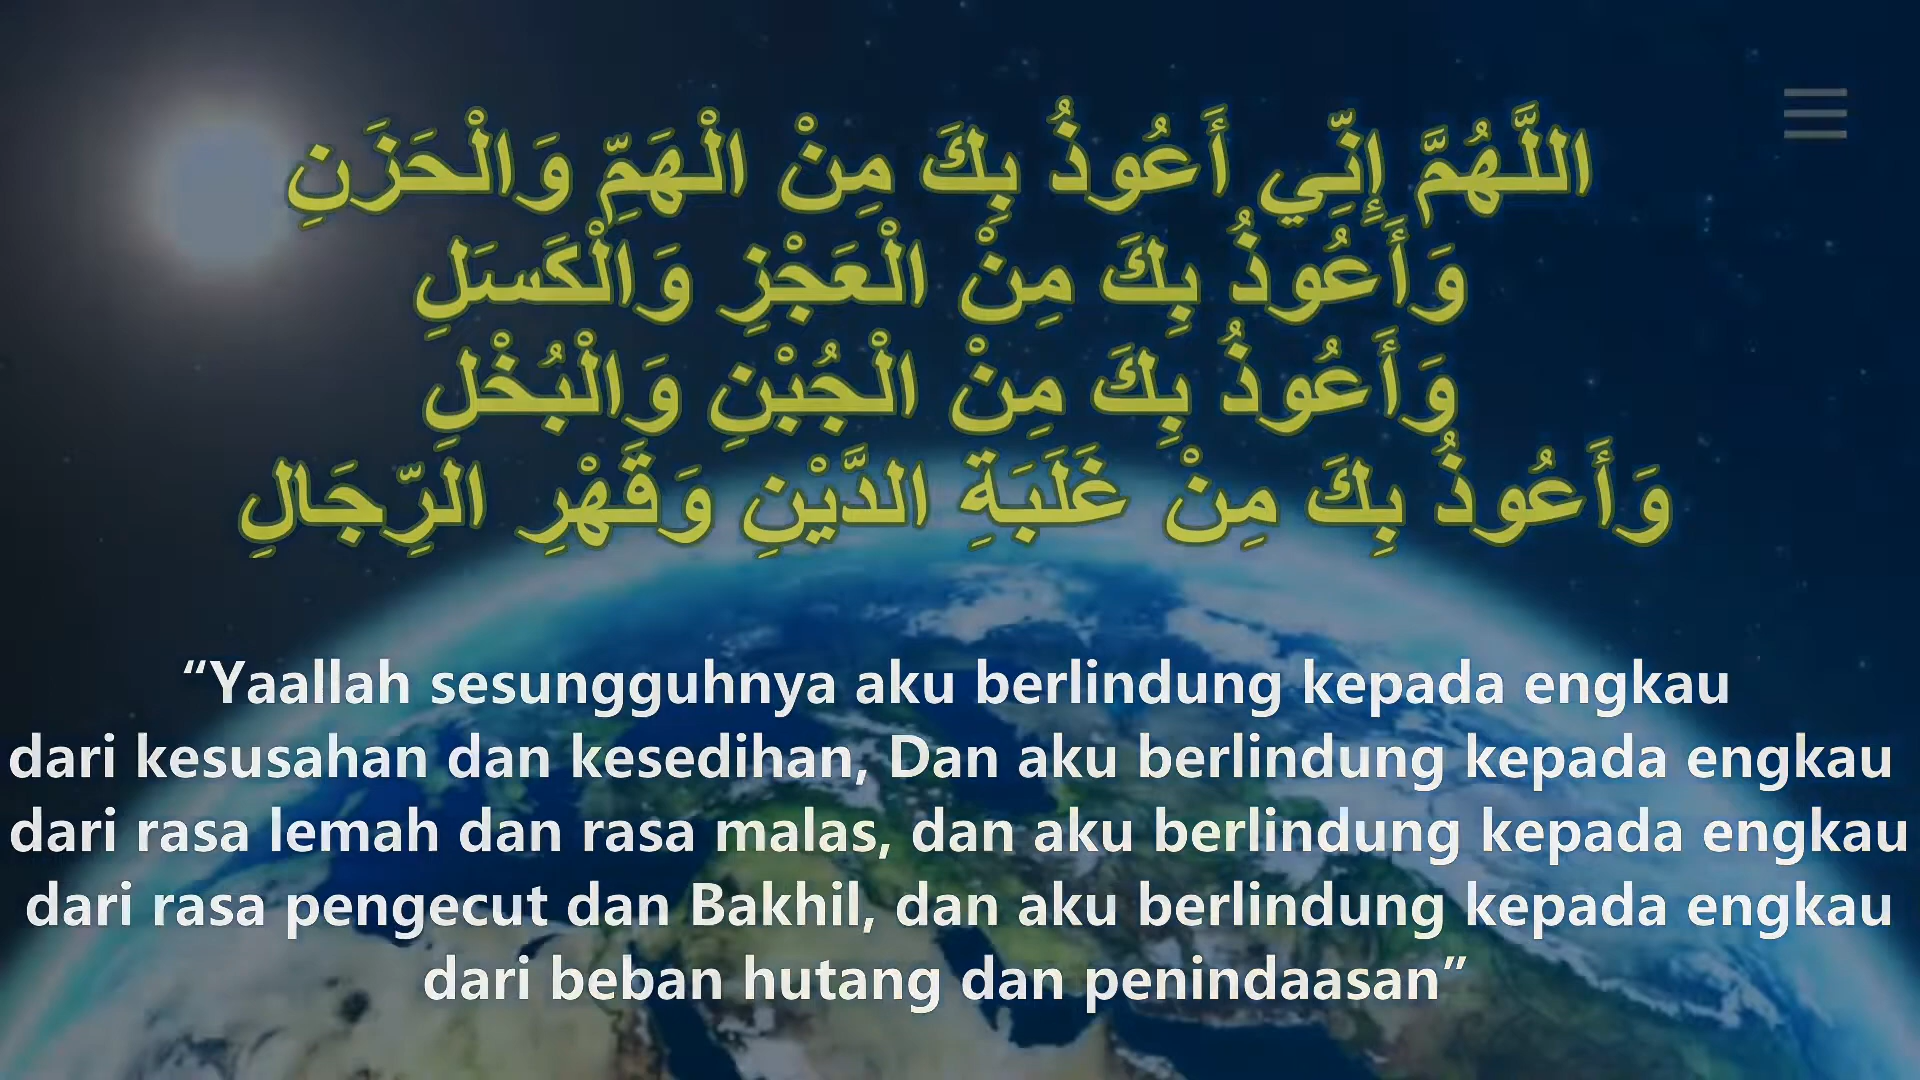 اللَّهُمَّ إِنِّي أَعُوذُ بِكَ مِنْ الْهَمِّ وَالْحَزَنِ
وَأَعُوذُ بِكَ مِنْ الْعَجْزِ وَالْكَسَلِ
وَأَعُوذُ بِكَ مِنْ الْجُبْنِ وَالْبُخْلِ
وَأَعُوذُ بِكَ مِنْ غَلَبَةِ الدَّيْنِ وَقَهْرِ الرِّجَالِ
“Yaallah sesungguhnya aku berlindung kepada engkau
dari kesusahan dan kesedihan, Dan aku berlindung kepada engkau
dari rasa lemah dan rasa malas, dan aku berlindung kepada engkau
dari rasa pengecut dan Bakhil, dan aku berlindung kepada engkau
dari beban hutang dan penindaasan”